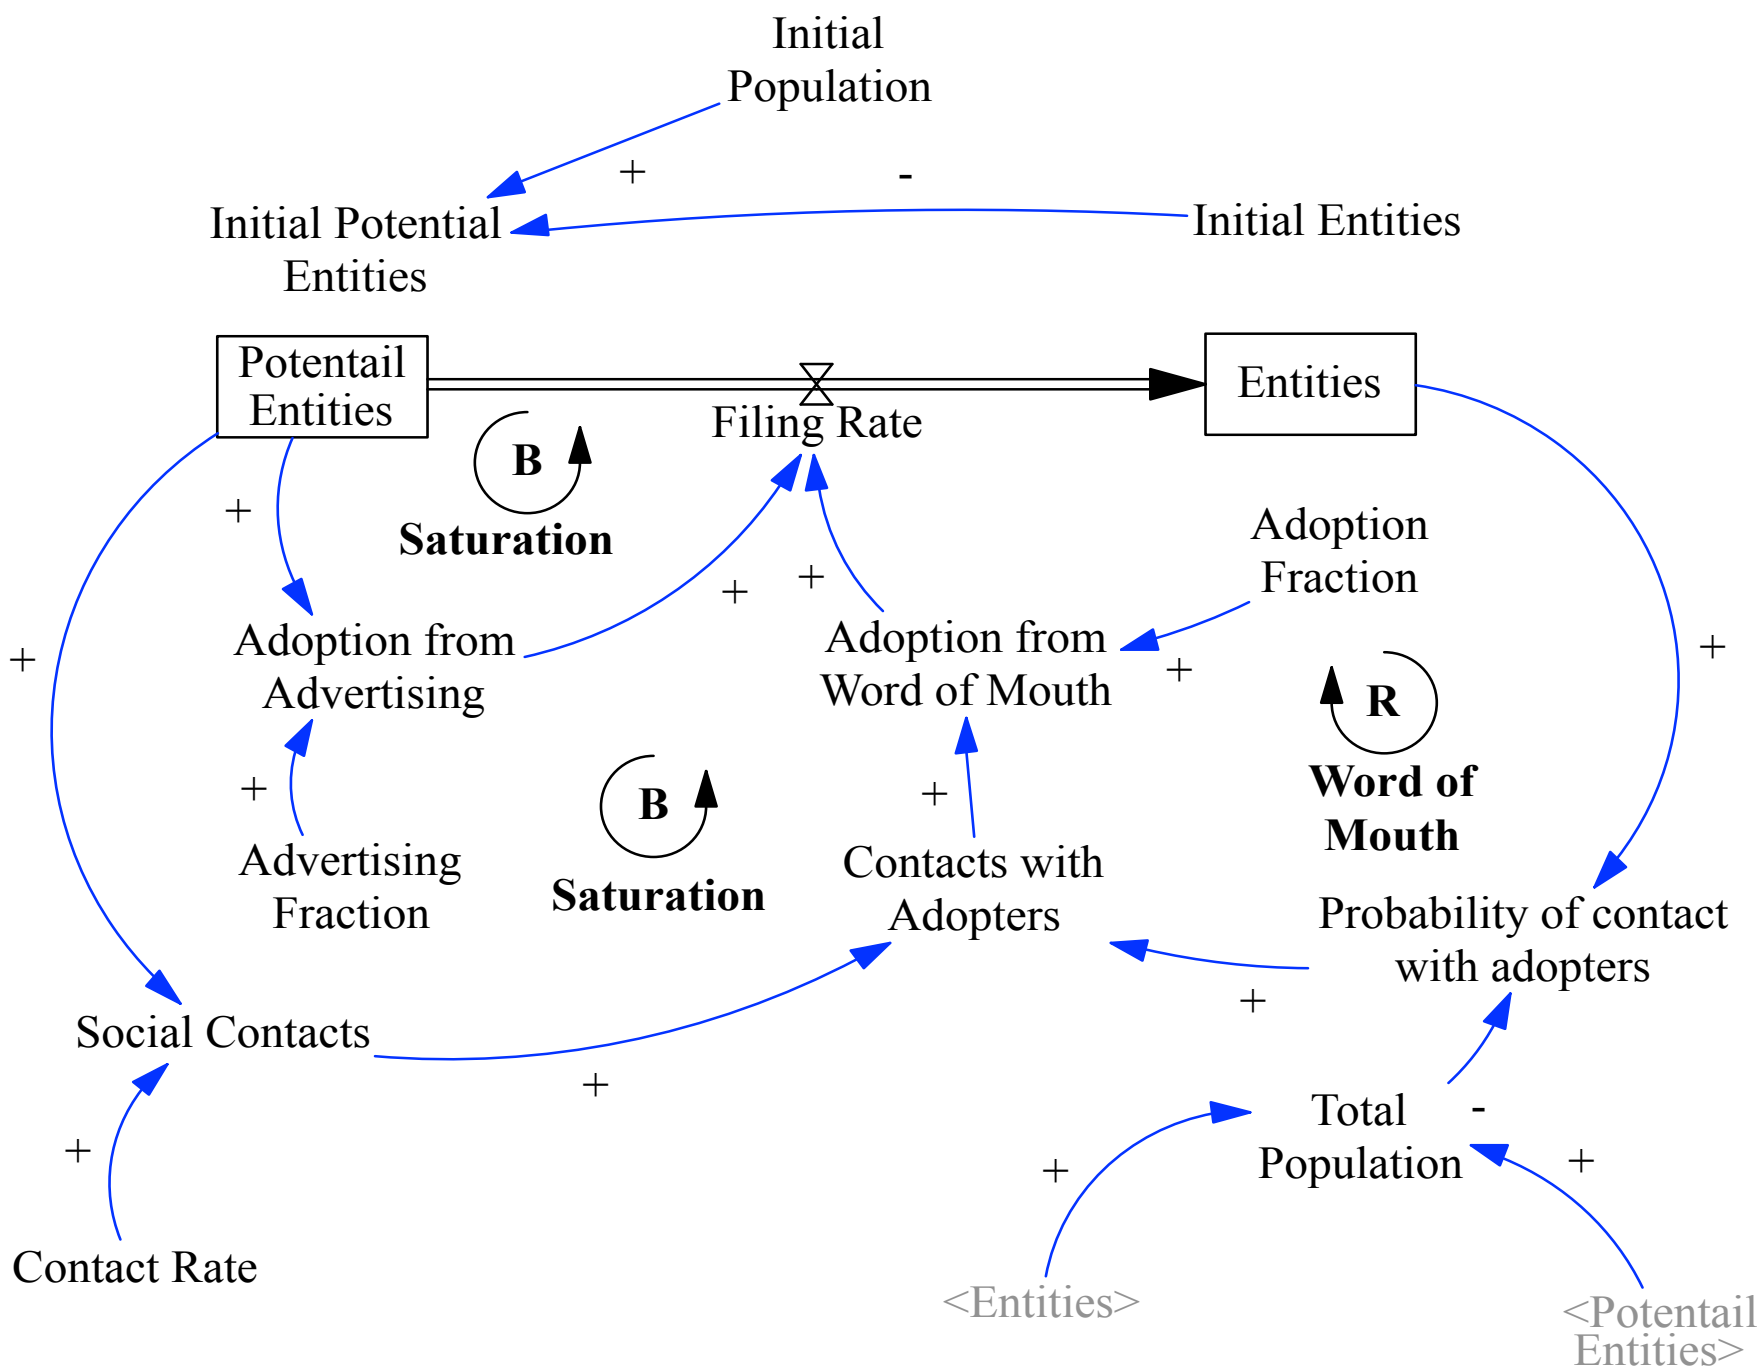 Initial
Population
+
-
Initial Potential
Entities
Initial Entities
Potentail
Entities
Filing Rate
Entities
B
Saturation
+
+
+
Adoption
Fraction
Adoption from
Advertising
Adoption from
Word of Mouth
+
+
+
R
Word of
Mouth
+
B
Saturation
+
Advertising
Fraction
Contacts with
Adopters
Probability of contact
with adopters
+
Social Contacts
+
+
Total
Population
-
+
+
Contact Rate
<Entities>
<Potentail
Entities>